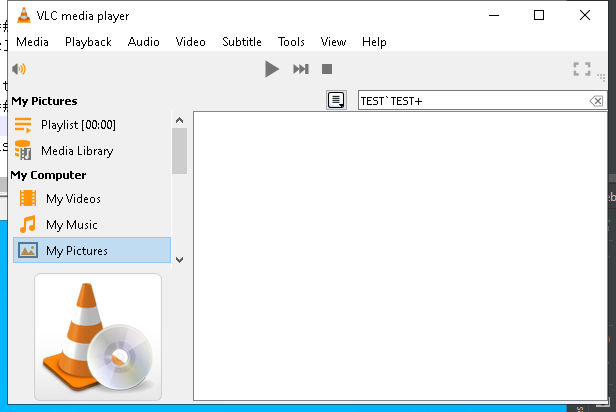 VLC media player
Media Playback Audio Video Subtitle Tools View Help
My Pictures
TEST`TEST+
Playlist [00:00]
Media Library
My Computer
My Videos
My Music
My Pictures